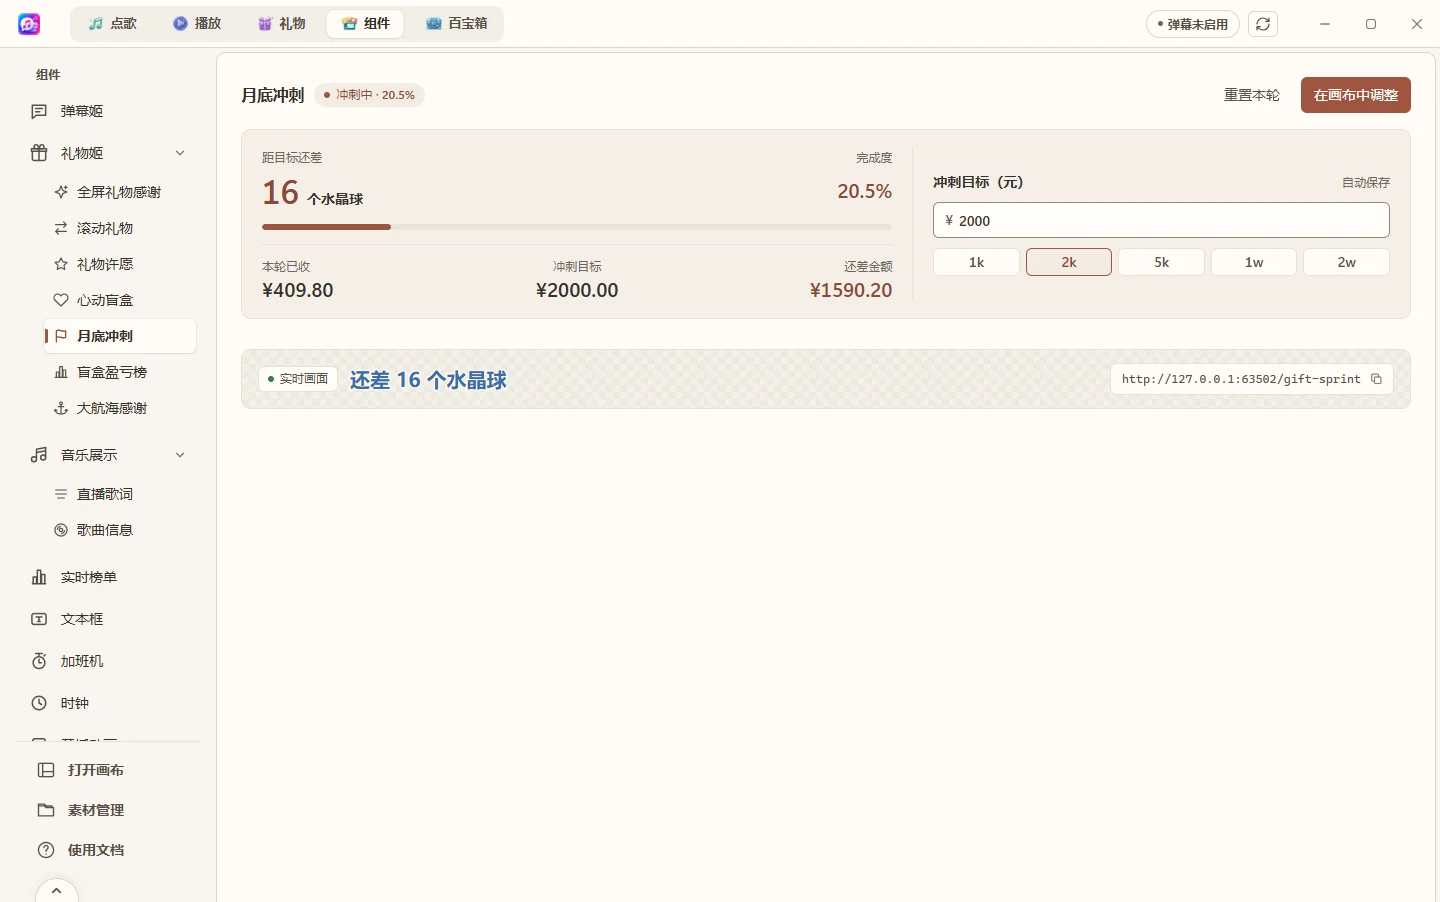 点歌
播放
礼物
组件
百宝箱
弹幕未启用
组件
弹幕姬
礼物姬
全屏礼物感谢
滚动礼物
礼物许愿
心动盲盒
月底冲刺
盲盒盈亏榜
大航海感谢
音乐展示
直播歌词
歌曲信息
实时榜单
文本框
加班机
时钟
打开画布
素材管理
使用文档
月底冲刺
冲刺中 · 20.5%
重置本轮
在画布中调整
距目标还差
完成度
16 个水晶球
20.5%
本轮已收
冲刺目标
还差金额
¥409.80
¥2000.00
¥1590.20
冲刺目标（元）
自动保存
¥ 2000
1k
2k
5k
1w
2w
实时画面
还差 16 个水晶球
http://127.0.0.1:63502/gift-sprint